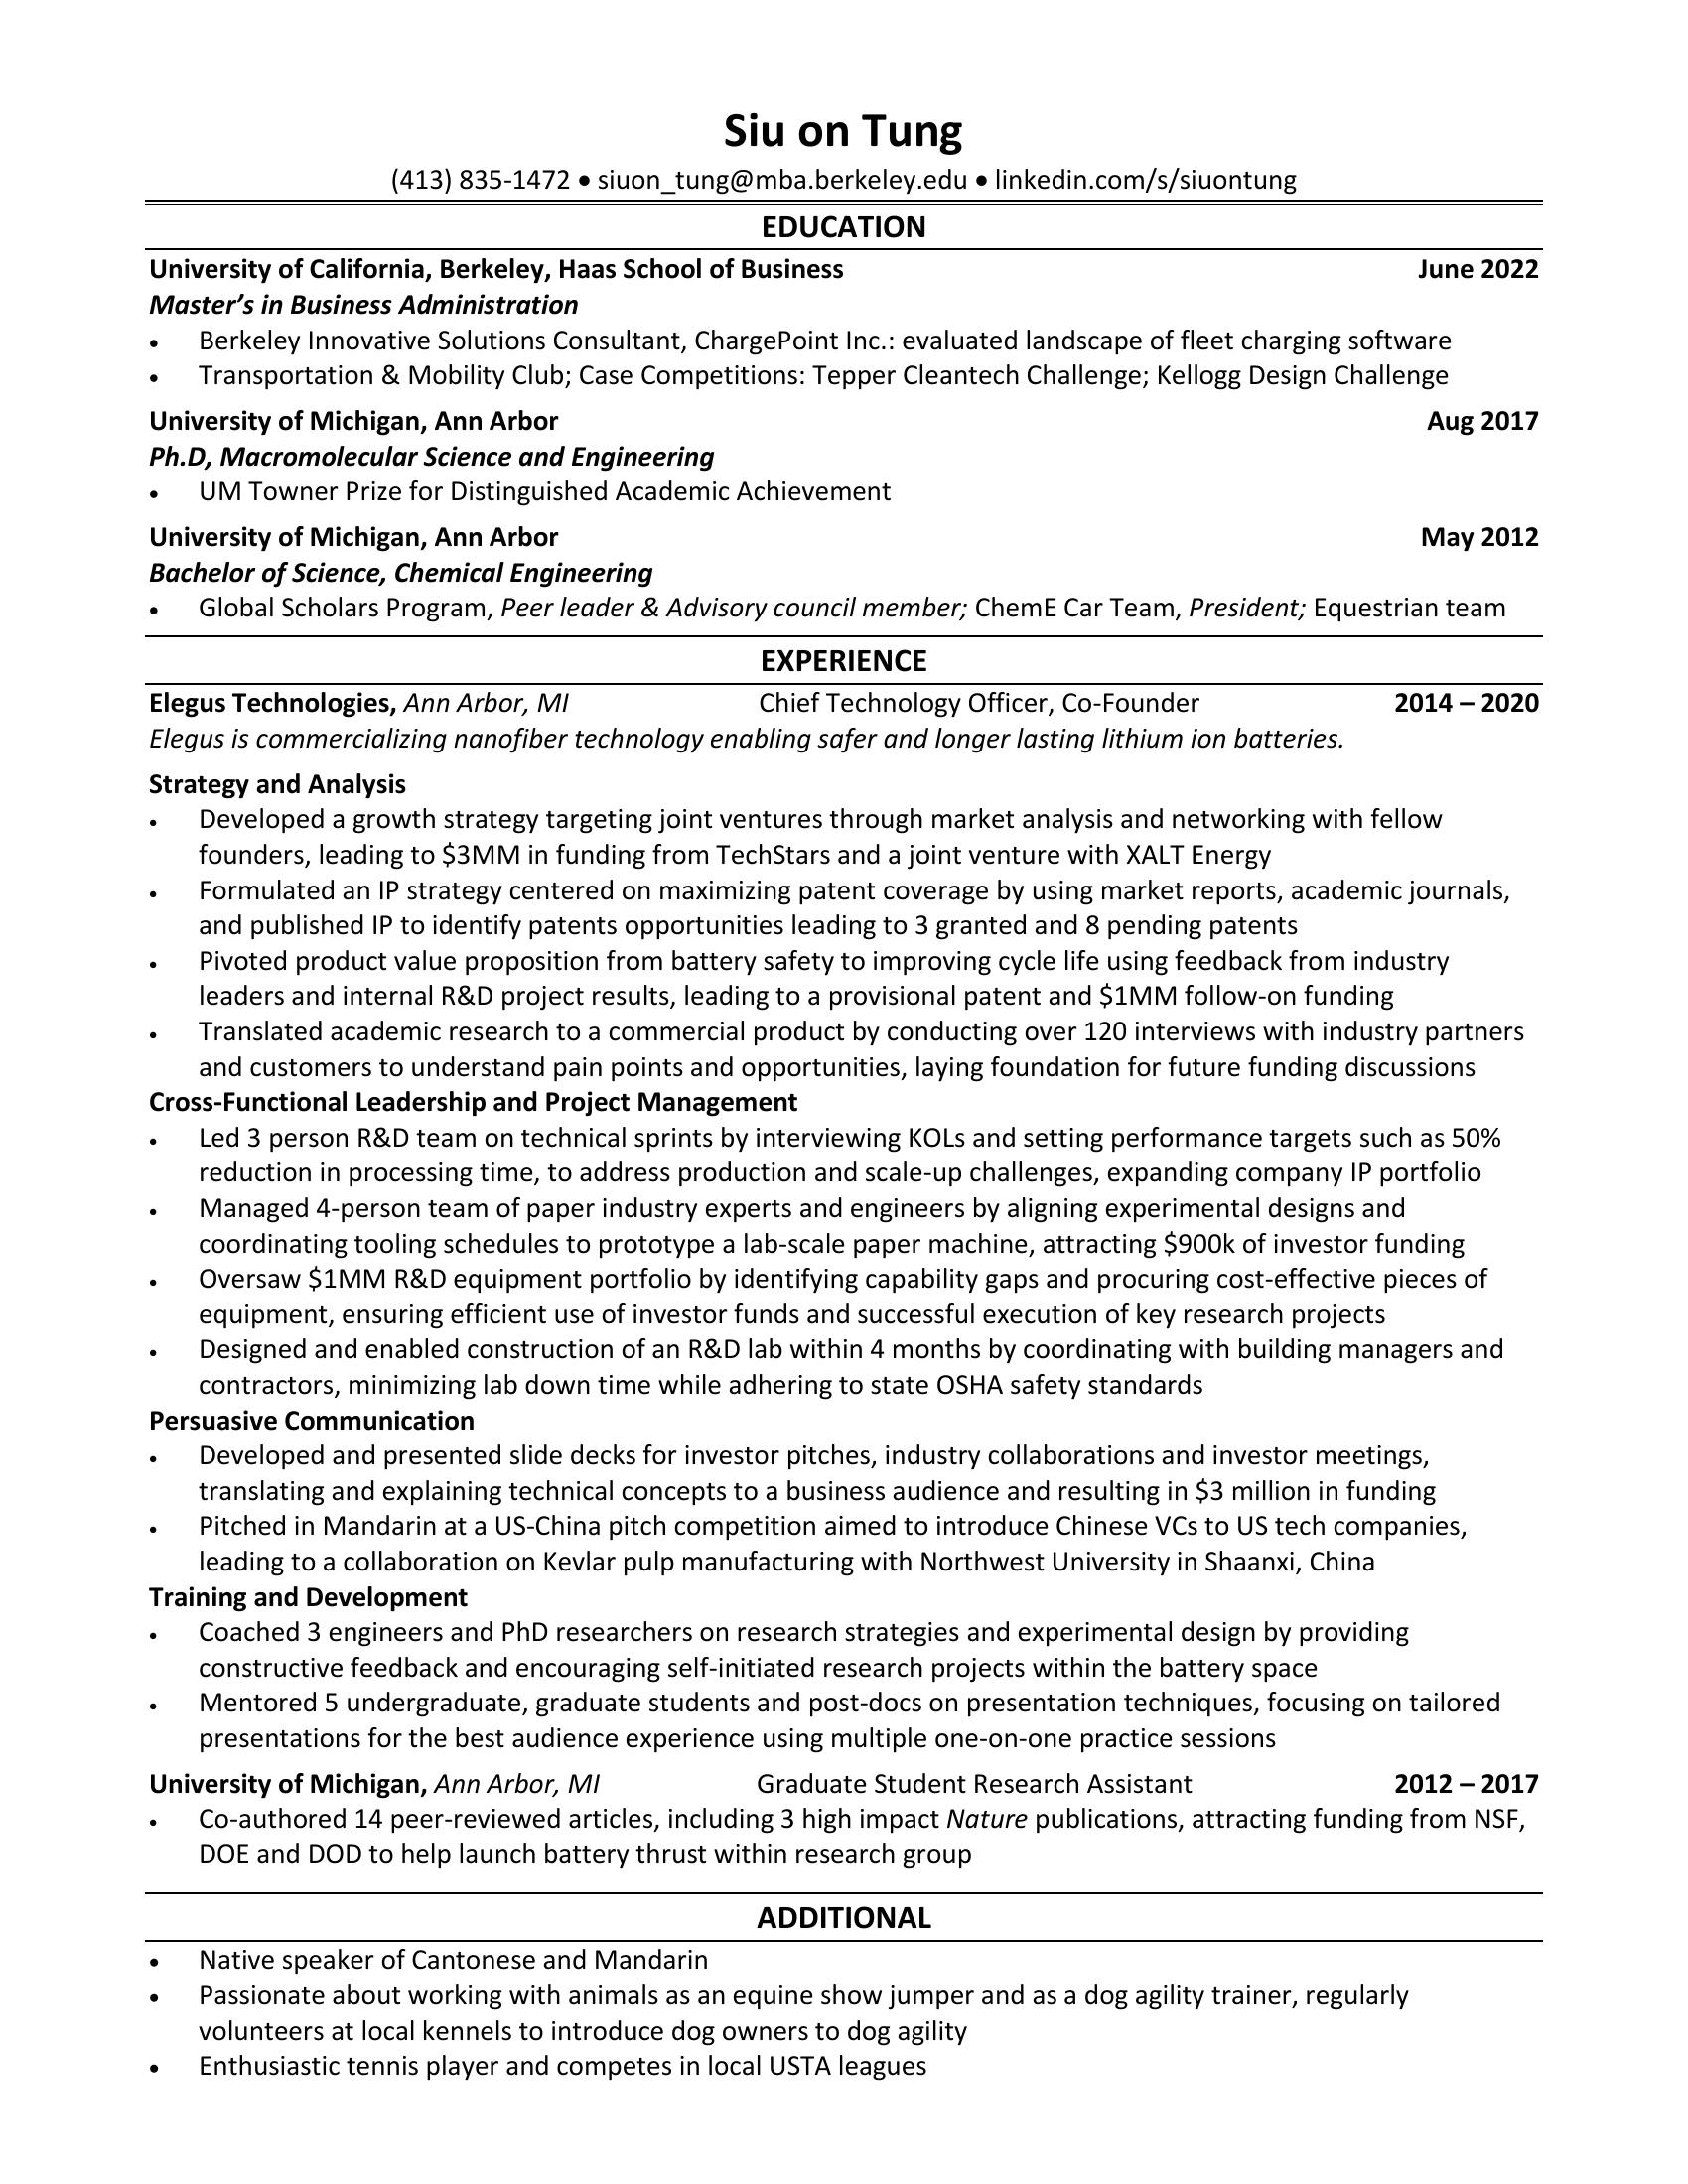 Siu on Tung
(413) 835-1472 • siuon_tung@mba.berkeley.edu • linkedin.com/s/siuontung
EDUCATION
University of California, Berkeley, Haas School of Business June 2022
Master’s in Business Administration
• Berkeley Innovative Solutions Consultant, ChargePoint Inc.: evaluated landscape of fleet charging software
• Transportation & Mobility Club; Case Competitions: Tepper Cleantech Challenge; Kellogg Design Challenge
University of Michigan, Ann Arbor Aug 2017
Ph.D, Macromolecular Science and Engineering
• UM Towner Prize for Distinguished Academic Achievement
University of Michigan, Ann Arbor May 2012
Bachelor of Science, Chemical Engineering
• Global Scholars Program, Peer leader & Advisory council member; ChemE Car Team, President; Equestrian team
EXPERIENCE
Elegus Technologies, Ann Arbor, MI Chief Technology Officer, Co-Founder 2014 – 2020
Elegus is commercializing nanofiber technology enabling safer and longer lasting lithium ion batteries.
Strategy and Analysis
• Developed a growth strategy targeting joint ventures through market analysis and networking with fellow
founders, leading to $3MM in funding from TechStars and a joint venture with XALT Energy
• Formulated an IP strategy centered on maximizing patent coverage by using market reports, academic journals,
and published IP to identify patents opportunities leading to 3 granted and 8 pending patents
• Pivoted product value proposition from battery safety to improving cycle life using feedback from industry
leaders and internal R&D project results, leading to a provisional patent and $1MM follow-on funding
• Translated academic research to a commercial product by conducting over 120 interviews with industry partners
and customers to understand pain points and opportunities, laying foundation for future funding discussions
Cross-Functional Leadership and Project Management
• Led 3 person R&D team on technical sprints by interviewing KOLs and setting performance targets such as 50%
reduction in processing time, to address production and scale-up challenges, expanding company IP portfolio
• Managed 4-person team of paper industry experts and engineers by aligning experimental designs and
coordinating tooling schedules to prototype a lab-scale paper machine, attracting $900k of investor funding
• Oversaw $1MM R&D equipment portfolio by identifying capability gaps and procuring cost-effective pieces of
equipment, ensuring efficient use of investor funds and successful execution of key research projects
• Designed and enabled construction of an R&D lab within 4 months by coordinating with building managers and
contractors, minimizing lab down time while adhering to state OSHA safety standards
Persuasive Communication
• Developed and presented slide decks for investor pitches, industry collaborations and investor meetings,
translating and explaining technical concepts to a business audience and resulting in $3 million in funding
• Pitched in Mandarin at a US-China pitch competition aimed to introduce Chinese VCs to US tech companies,
leading to a collaboration on Kevlar pulp manufacturing with Northwest University in Shaanxi, China
Training and Development
• Coached 3 engineers and PhD researchers on research strategies and experimental design by providing
constructive feedback and encouraging self-initiated research projects within the battery space
• Mentored 5 undergraduate, graduate students and post-docs on presentation techniques, focusing on tailored
presentations for the best audience experience using multiple one-on-one practice sessions
University of Michigan, Ann Arbor, MI Graduate Student Research Assistant 2012 – 2017
• Co-authored 14 peer-reviewed articles, including 3 high impact Nature publications, attracting funding from NSF,
DOE and DOD to help launch battery thrust within research group
ADDITIONAL
• Native speaker of Cantonese and Mandarin
• Passionate about working with animals as an equine show jumper and as a dog agility trainer, regularly
volunteers at local kennels to introduce dog owners to dog agility
• Enthusiastic tennis player and competes in local USTA leagues